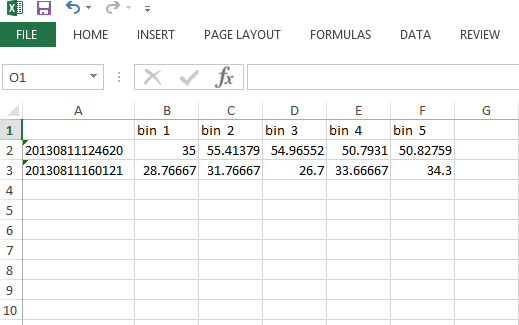 FILE HOME INSERT PAGE LAYOUT FORMULAS DATA REVIEW
O1 fx
A B C D E F G
1 bin 1 bin 2 bin 3 bin 4 bin 5
2 20130811124620 35 55.41379 54.96552 50.7931 50.82759
3 20130811160121 28.76667 31.76667 26.7 33.66667 34.3
4
5
6
7
8
9
10